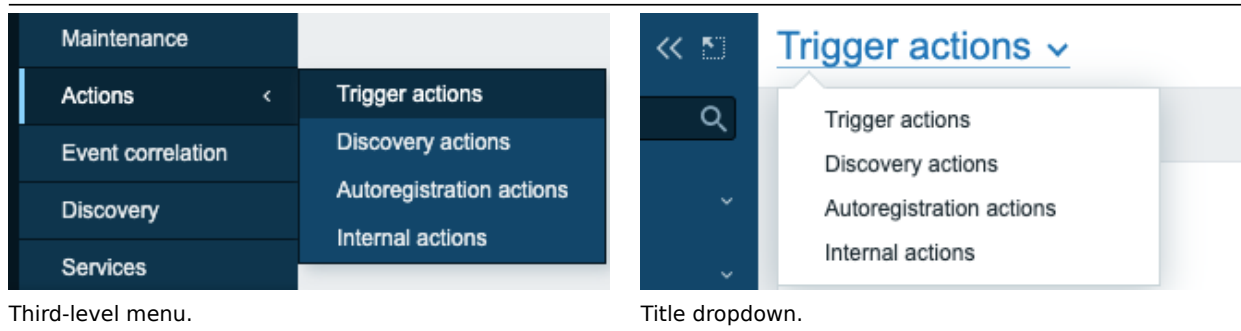 Maintenance
Actions
Event correlation
Discovery
Services
Trigger actions
Discovery actions
Autoregistration actions
Internal actions
Third-level menu.
Trigger actions
Trigger actions
Discovery actions
Autoregistration actions
Internal actions
Title dropdown.